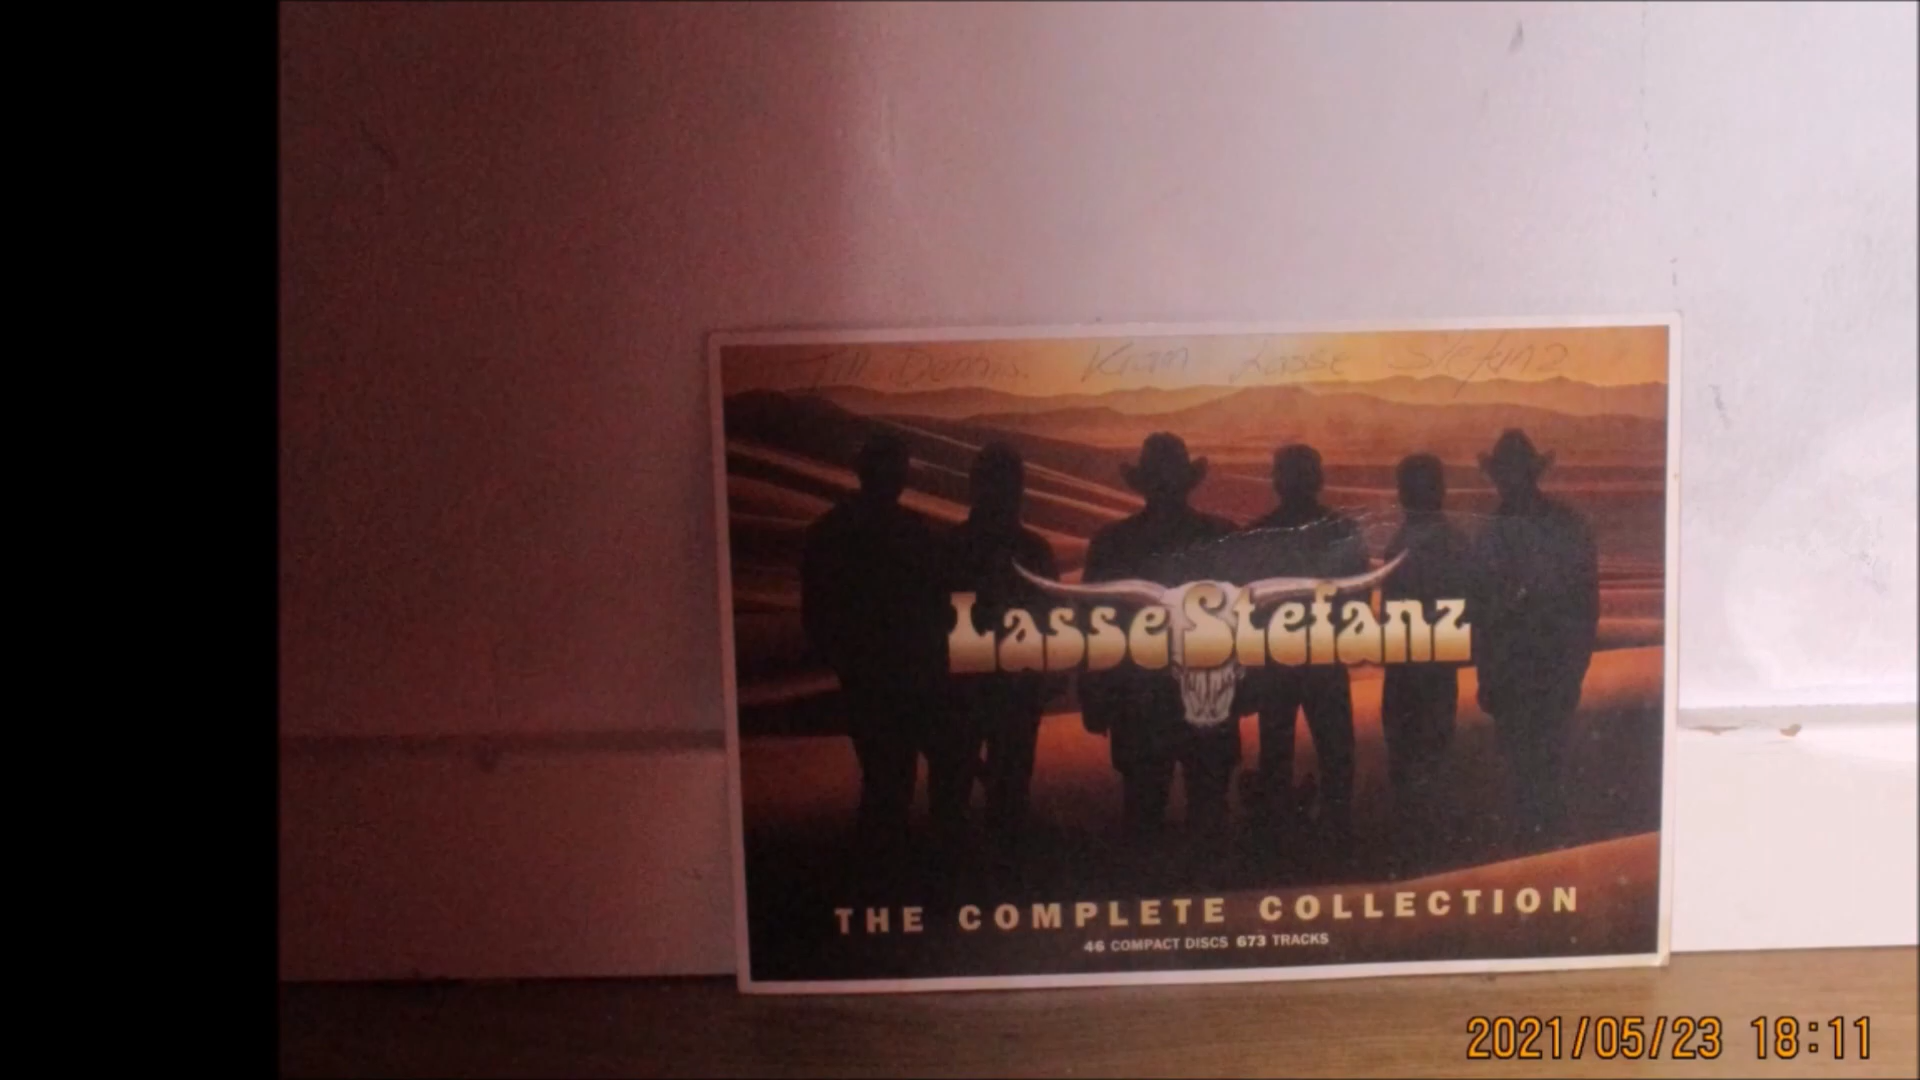 Till Dennis. Kram Lasse Stefanz
Lasse Stefanz
THE COMPLETE COLLECTION
46 COMPACT DISCS 673 TRACKS
2021/05/23 18:11